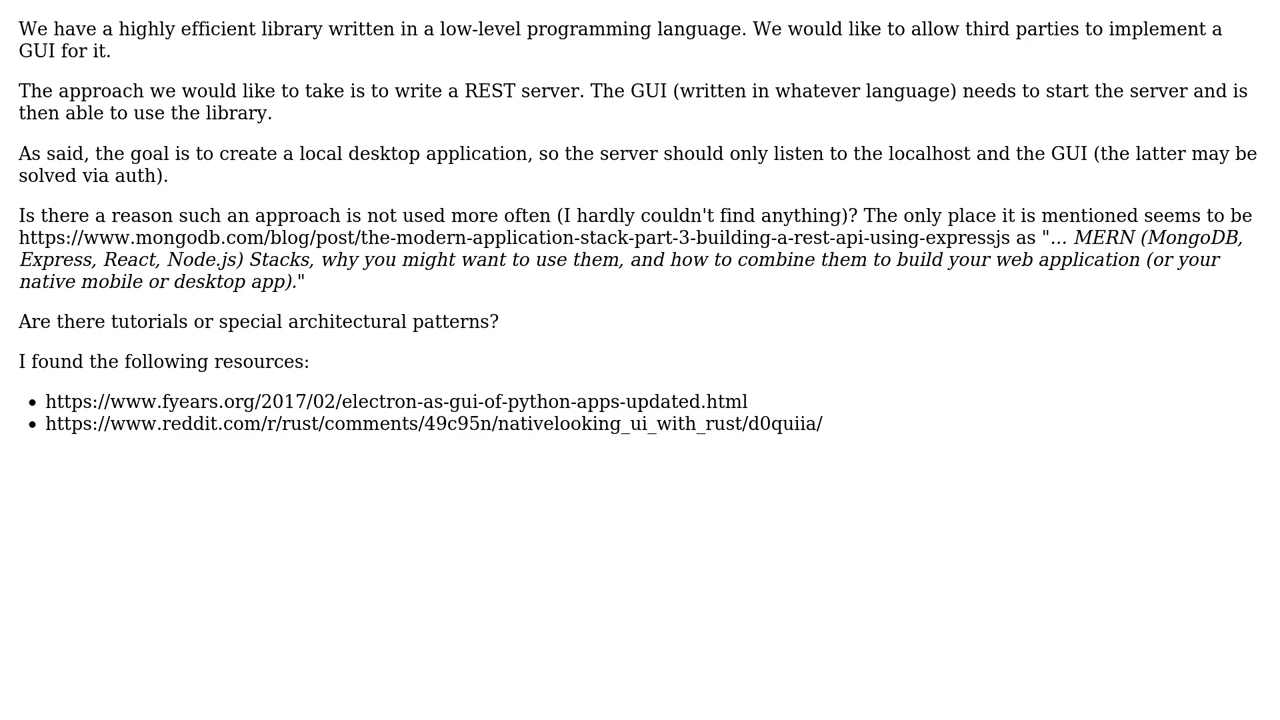 We have a highly efficient library written in a low-level programming language. We would like to allow third parties to implement a
GUI for it.
The approach we would like to take is to write a REST server. The GUI (written in whatever language) needs to start the server and is
then able to use the library.
As said, the goal is to create a local desktop application, so the server should only listen to the localhost and the GUI (the latter may be
solved via auth).
Is there a reason such an approach is not used more often (I hardly couldn't find anything)? The only place it is mentioned seems to be
https://www.mongodb.com/blog/post/the-modern-application-stack-part-3-building-a-rest-api-using-expressjs as "... MERN (MongoDB,
Express, React, Node.js) Stacks, why you might want to use them, and how to combine them to build your web application (or your
native mobile or desktop app)."
Are there tutorials or special architectural patterns?
I found the following resources:
• https://www.fyears.org/2017/02/electron-as-gui-of-python-apps-updated.html
• https://www.reddit.com/r/rust/comments/49c95n/nativelooking_ui_with_rust/d0quiia/